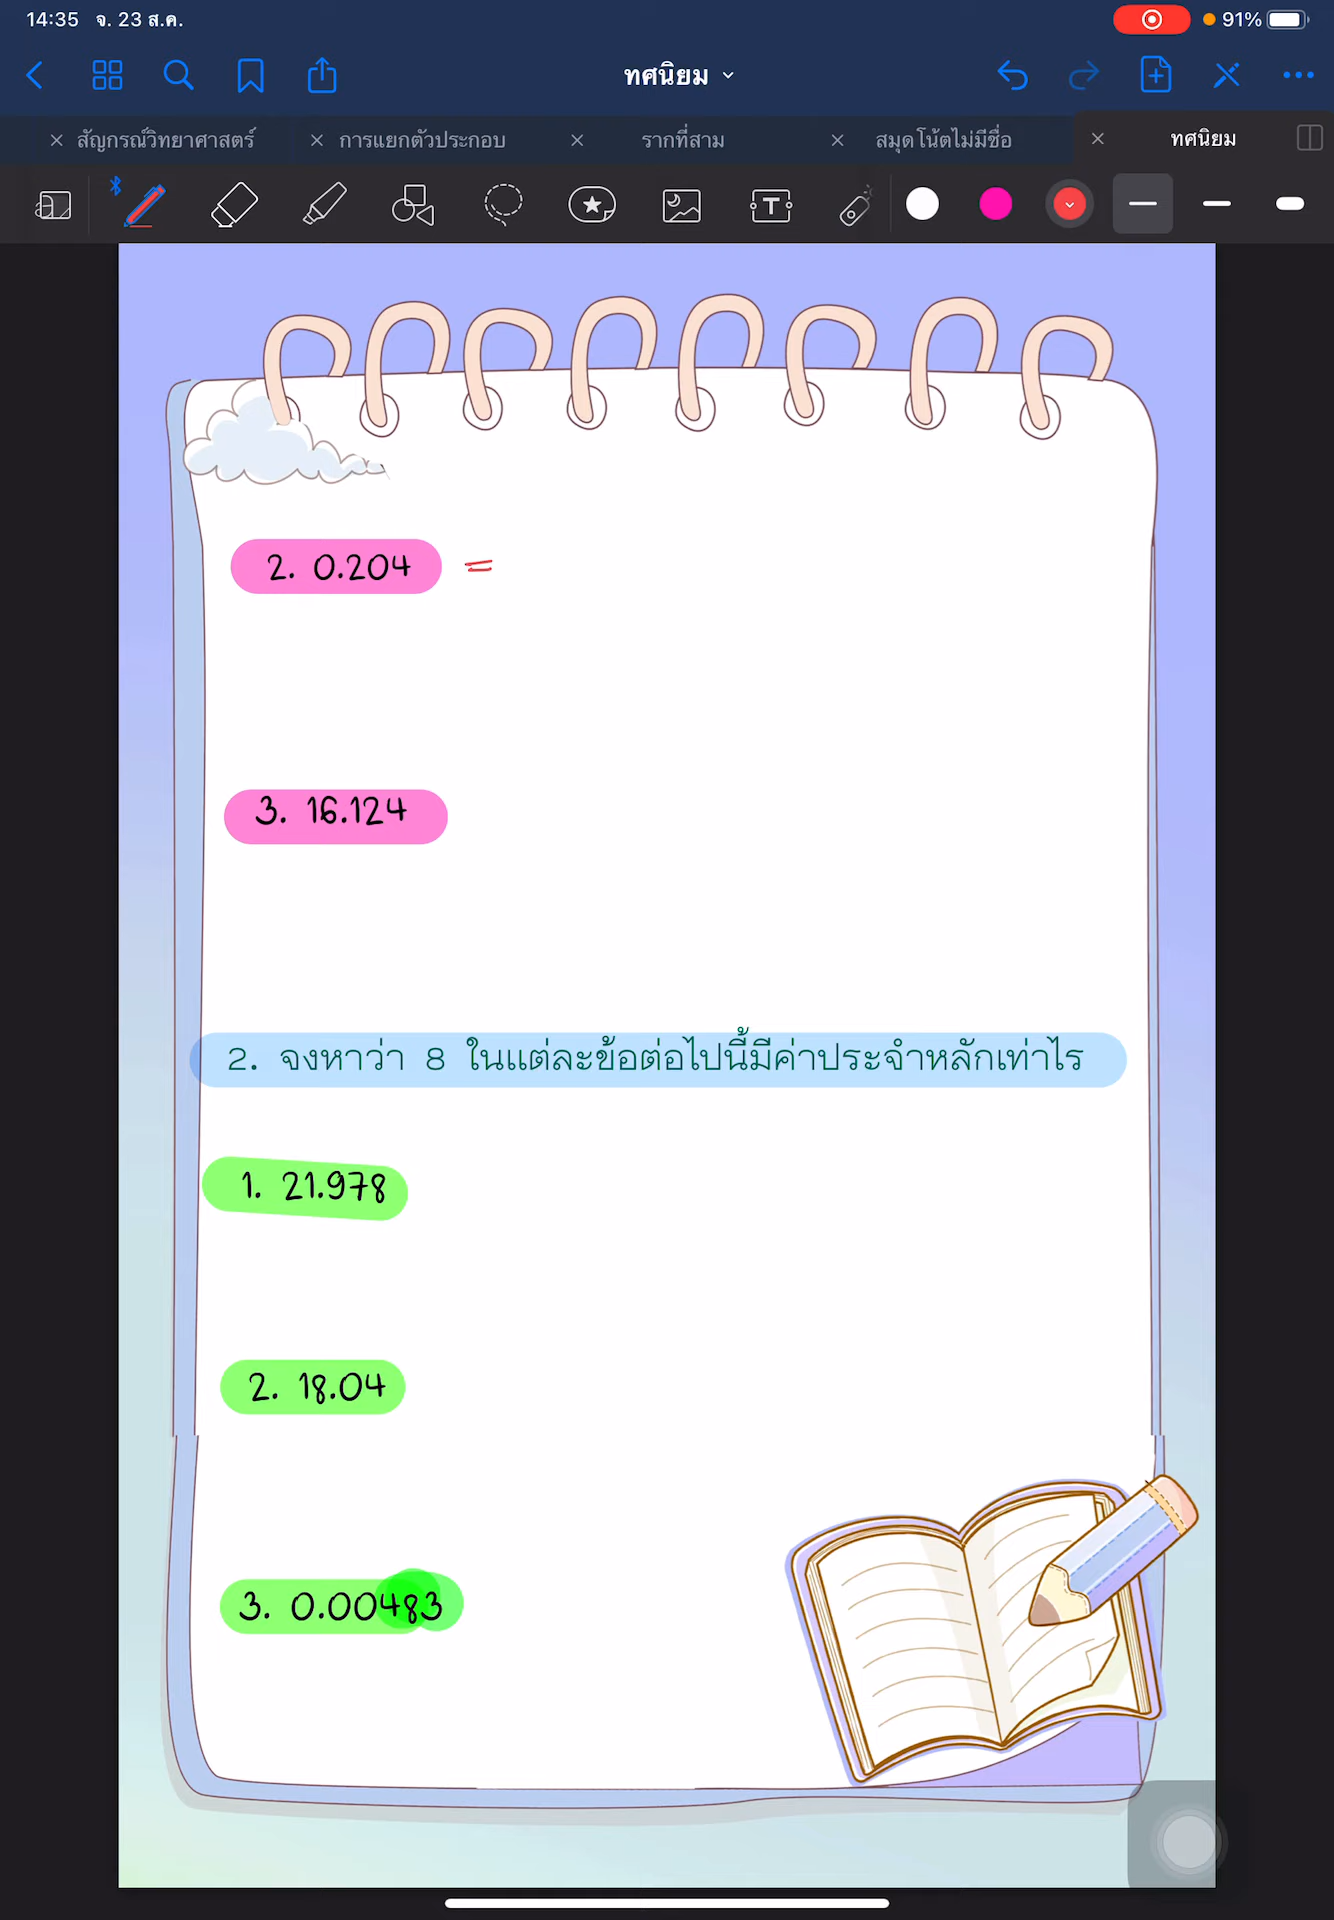 14:35 จ. 23 ส.ค. 91%
ทศนิยม
สัญกรณ์วิทยาศาสตร์ การแยกตัวประกอบ รากที่สาม สมุดโน้ตไม่มีชื่อ ทศนิยม
2. 0.204 =
3. 16.124
2. จงหาว่า 8 ในแต่ละข้อต่อไปนี้มีค่าประจำหลักเท่าไร
1. 21.978
2. 18.04
3. 0.00483